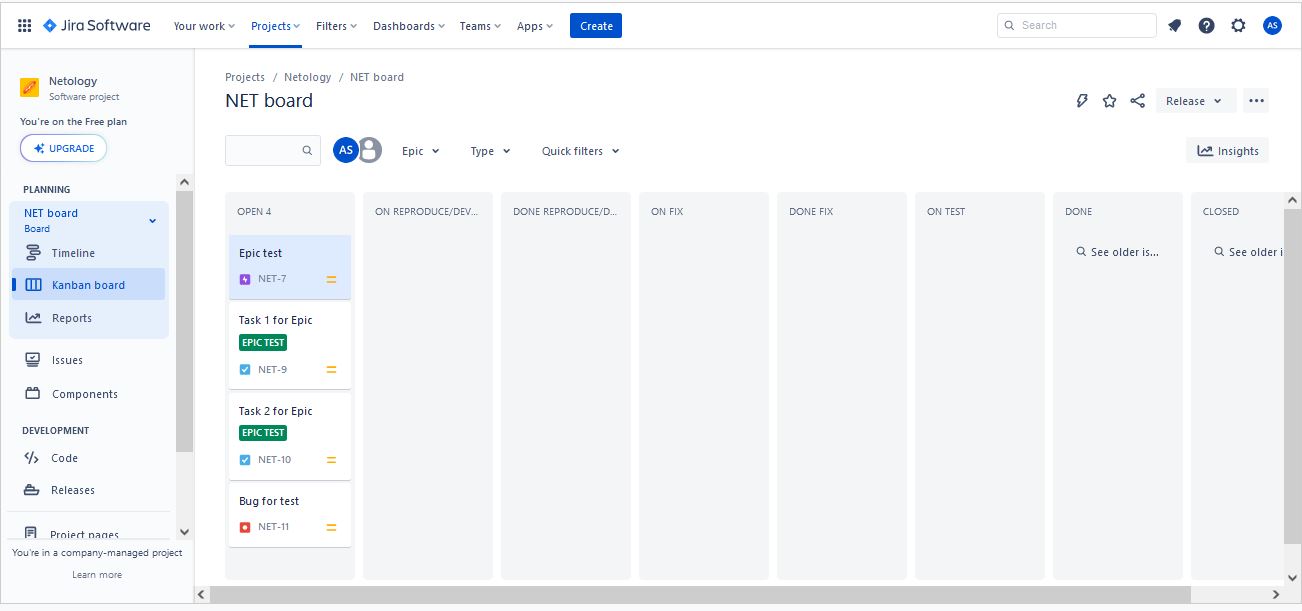 Jira Software Your work Projects Filters Dashboards Teams Apps Create Search AS
Netology
Software project
You're on the Free plan
UPGRADE
PLANNING
NET board
Board
Timeline
Kanban board
Reports
Issues
Components
DEVELOPMENT
Code
Releases
Project pages
You're in a company-managed project
Learn more
Projects / Netology / NET board
NET board
Release
AS Epic Type Quick filters Insights
OPEN 4
Epic test
NET-7
Task 1 for Epic
EPIC TEST
NET-9
Task 2 for Epic
EPIC TEST
NET-10
Bug for test
NET-11
ON REPRODUCE/DEV...
DONE REPRODUCE/D...
ON FIX
DONE FIX
ON TEST
DONE
See older is...
CLOSED
See older i